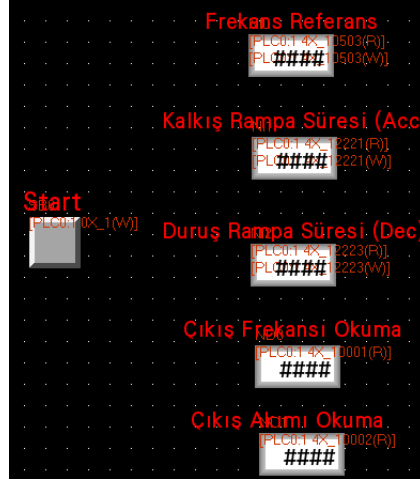 Frekans Referans
[PLC0:1 4X_10503(R)]
[PLC0:1 4X_10503(W)]
####
Kalkış Rampa Süresi (Acc
[PLC0:1 4X_12221(R)]
[PLC0:1 4X_12221(W)]
####
Start
[PLC0:1 0X_1(W)]
Duruş Rampa Süresi (Dec)
[PLC0:1 4X_12223(R)]
[PLC0:1 4X_12223(W)]
####
Çıkış Frekansı Okuma
[PLC0:1 4X_10001(R)]
####
Çıkış Akımı Okuma
[PLC0:1 4X_10002(R)]
####